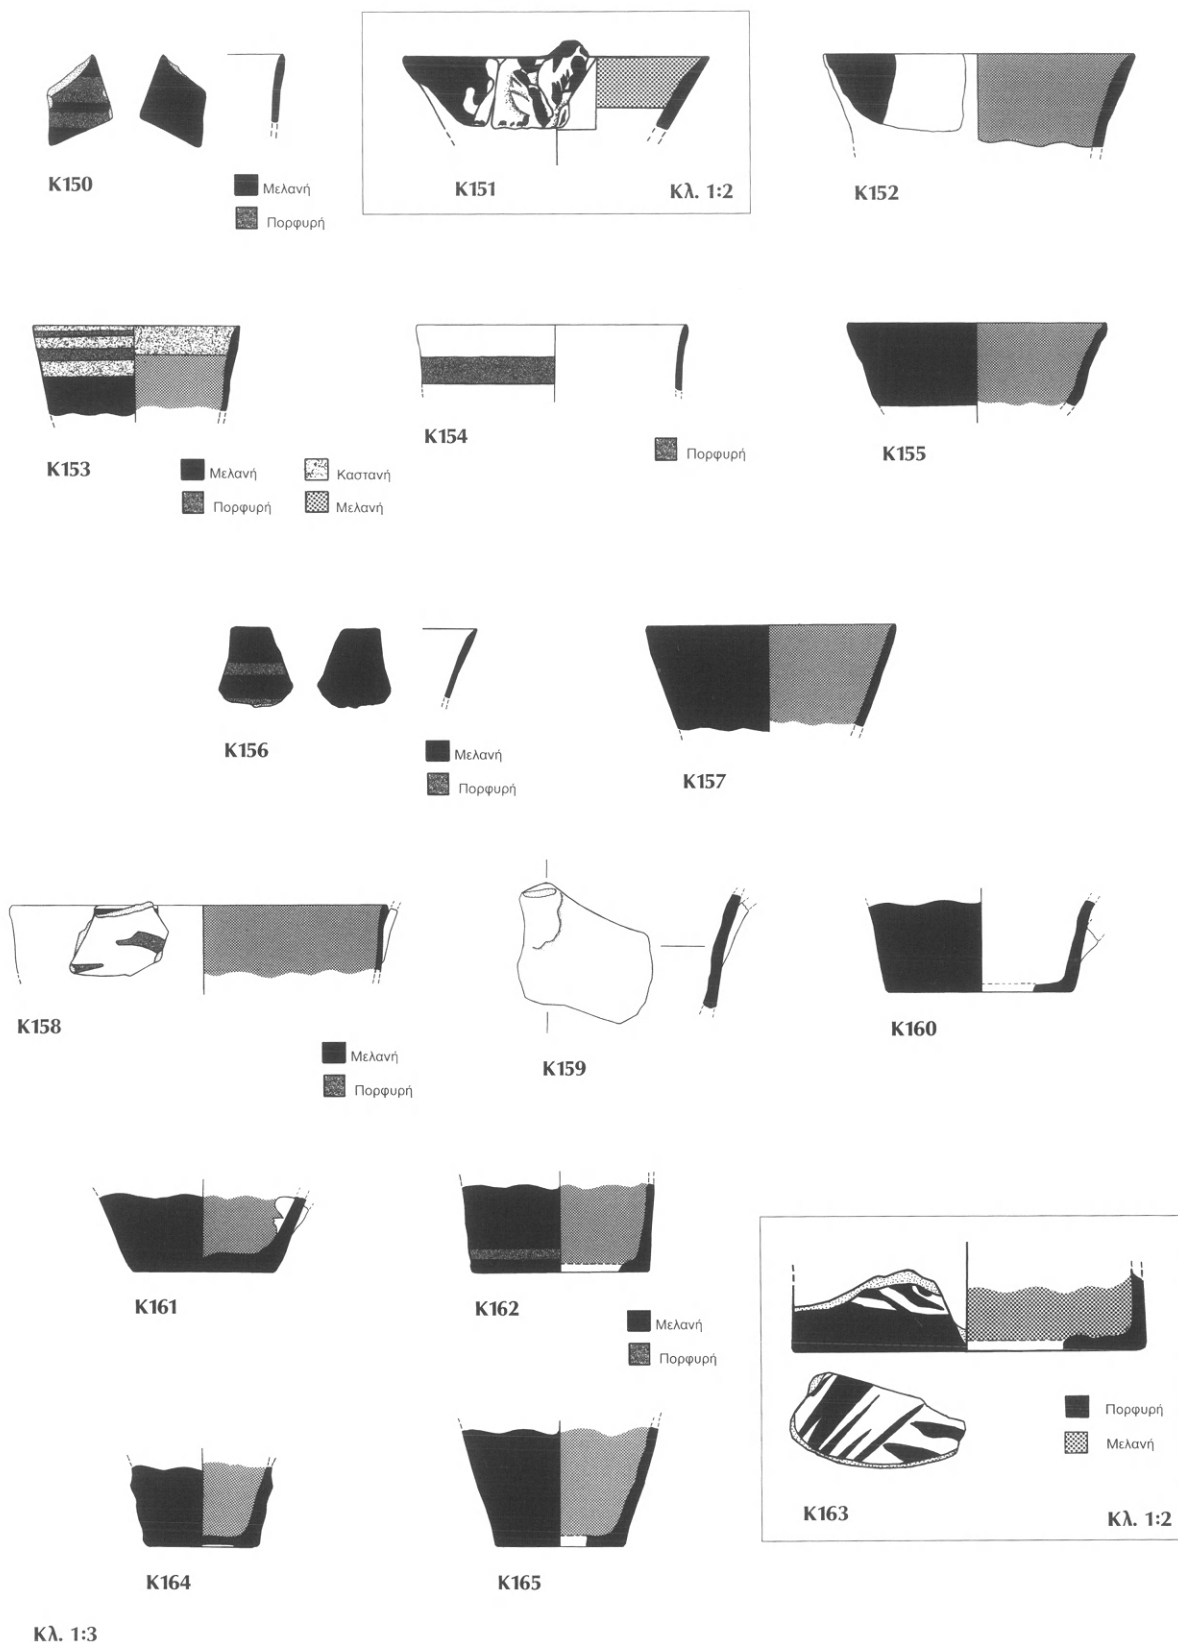 K150
Μελανή
Πορφυρή
K151
Κλ. 1:2
K152
K153
Μελανή
Καστανή
Πορφυρή
Μελανή
K154
Πορφυρή
K155
K156
Μελανή
Πορφυρή
K157
K158
Μελανή
Πορφυρή
K159
K160
K161
K162
Μελανή
Πορφυρή
K163
Πορφυρή
Μελανή
Κλ. 1:2
K164
K165
Κλ. 1:3